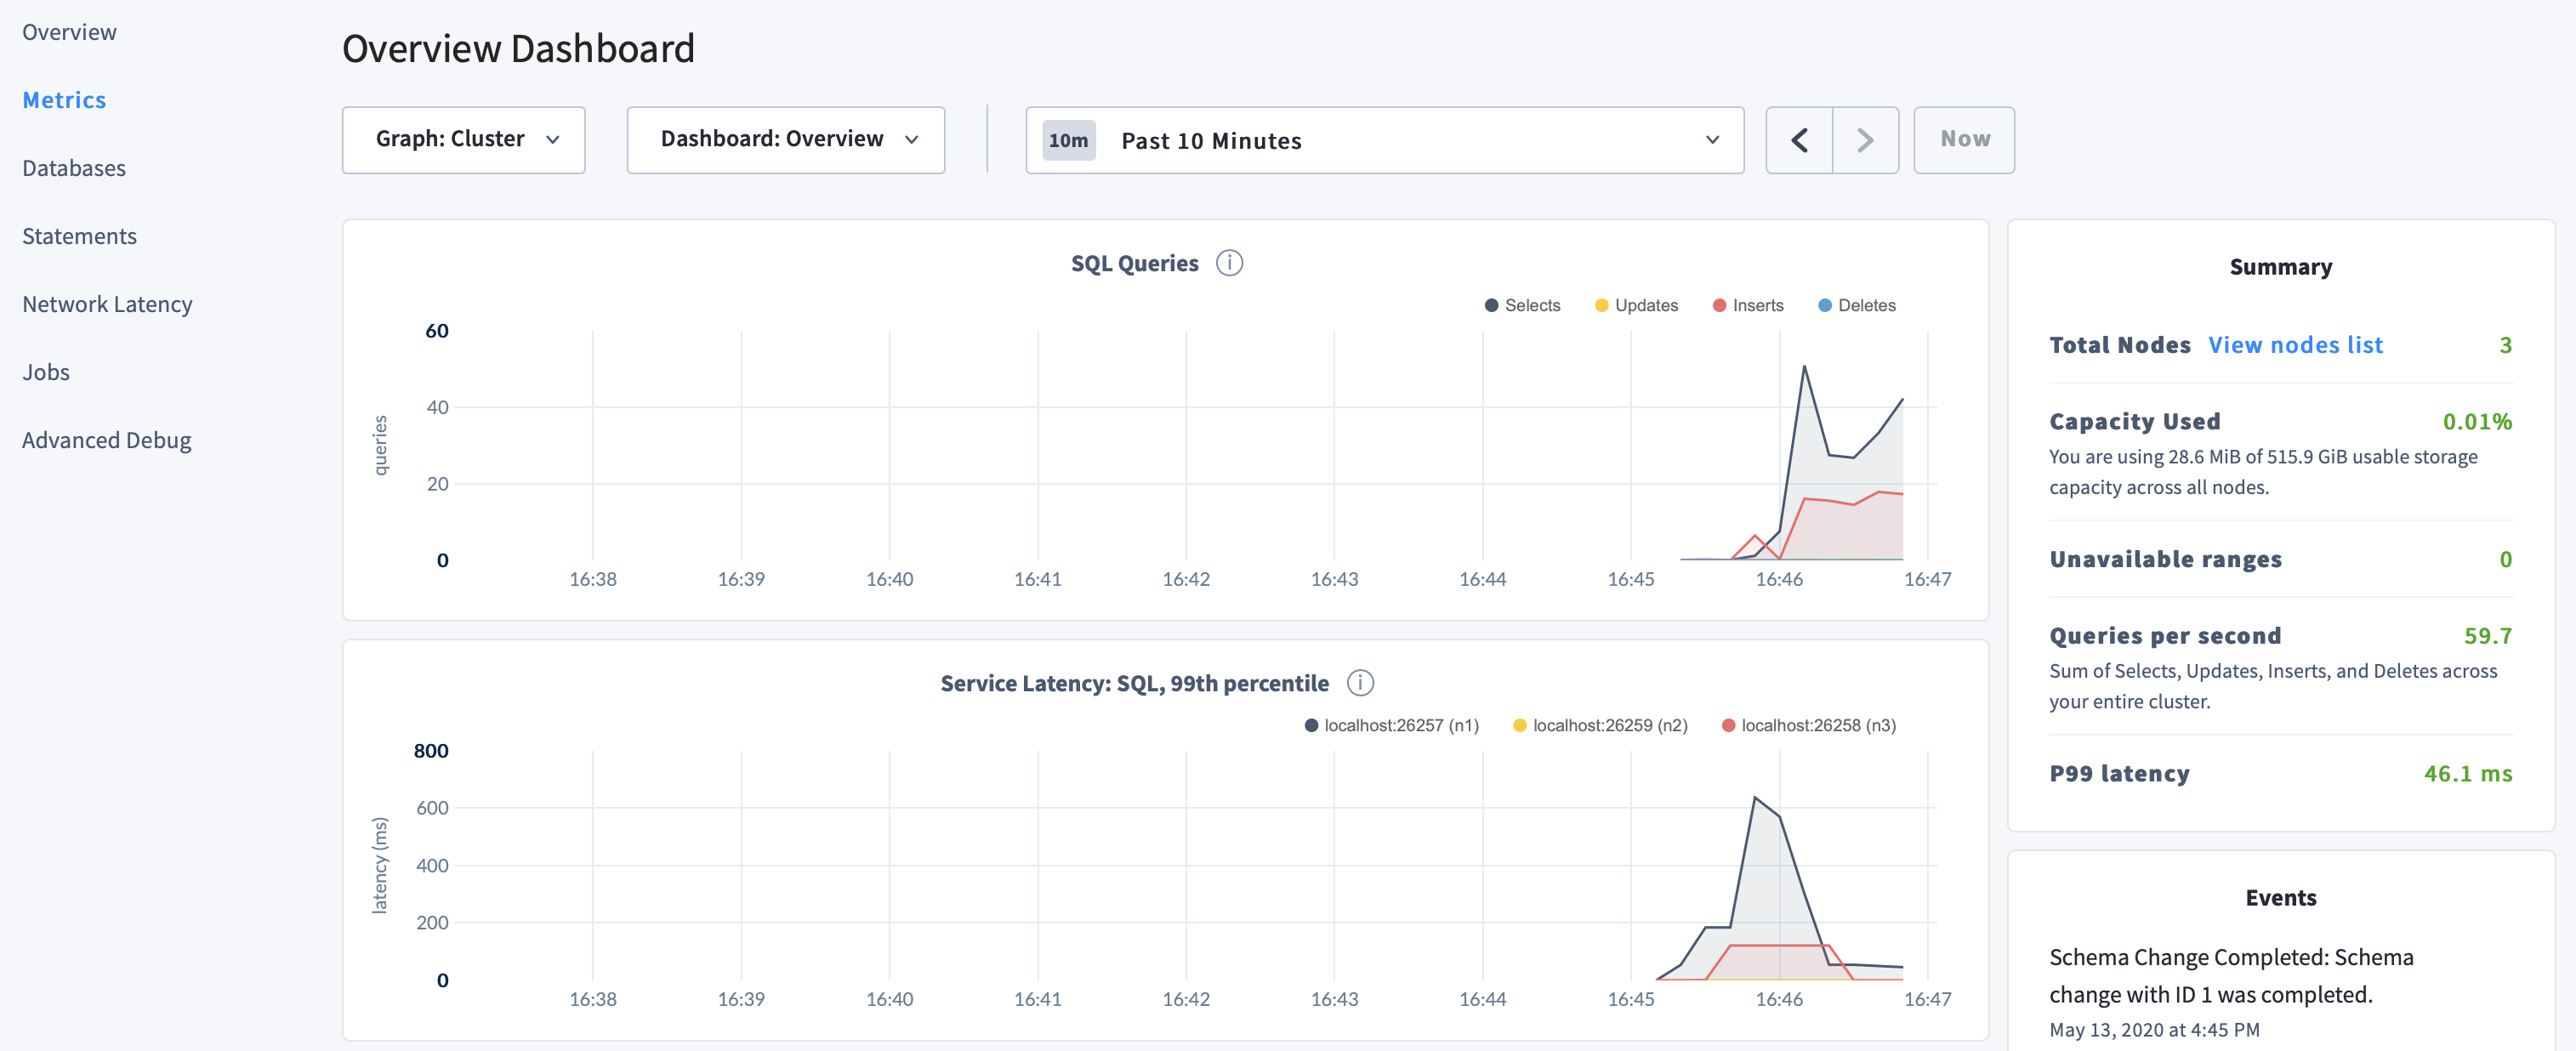 Overview
Metrics
Databases
Statements
Network Latency
Jobs
Advanced Debug
Overview Dashboard
Graph: Cluster
Dashboard: Overview
10m Past 10 Minutes
Now
SQL Queries
Selects Updates Inserts Deletes
60
40
20
0
queries
16:38 16:39 16:40 16:41 16:42 16:43 16:44 16:45 16:46 16:47
Service Latency: SQL, 99th percentile
localhost:26257 (n1) localhost:26259 (n2) localhost:26258 (n3)
800
600
400
200
0
latency (ms)
16:38 16:39 16:40 16:41 16:42 16:43 16:44 16:45 16:46 16:47
Summary
Total Nodes View nodes list 3
Capacity Used 0.01%
You are using 28.6 MiB of 515.9 GiB usable storage
capacity across all nodes.
Unavailable ranges 0
Queries per second 59.7
Sum of Selects, Updates, Inserts, and Deletes across
your entire cluster.
P99 latency 46.1 ms
Events
Schema Change Completed: Schema
change with ID 1 was completed.
May 13, 2020 at 4:45 PM